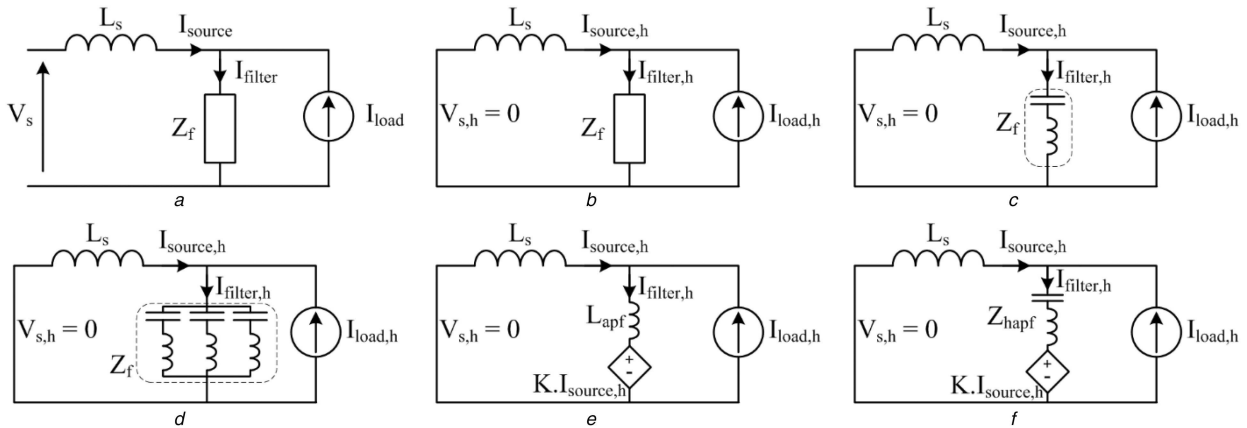 Ls
Isource
Ifilter
Vs
Zf
Iload
a
Ls
Isource,h
Ifilter,h
Vs,h = 0
Zf
Iload,h
b
Ls
Isource,h
Ifilter,h
Vs,h = 0
Zf
Iload,h
c
Ls
Isource,h
Ifilter,h
Vs,h = 0
Zf
Iload,h
d
Ls
Isource,h
Ifilter,h
Vs,h = 0
Lapf
+
-
K.Isource,h
Iload,h
e
Ls
Isource,h
Ifilter,h
Vs,h = 0
Zhapf
+
-
K.Isource,h
Iload,h
f